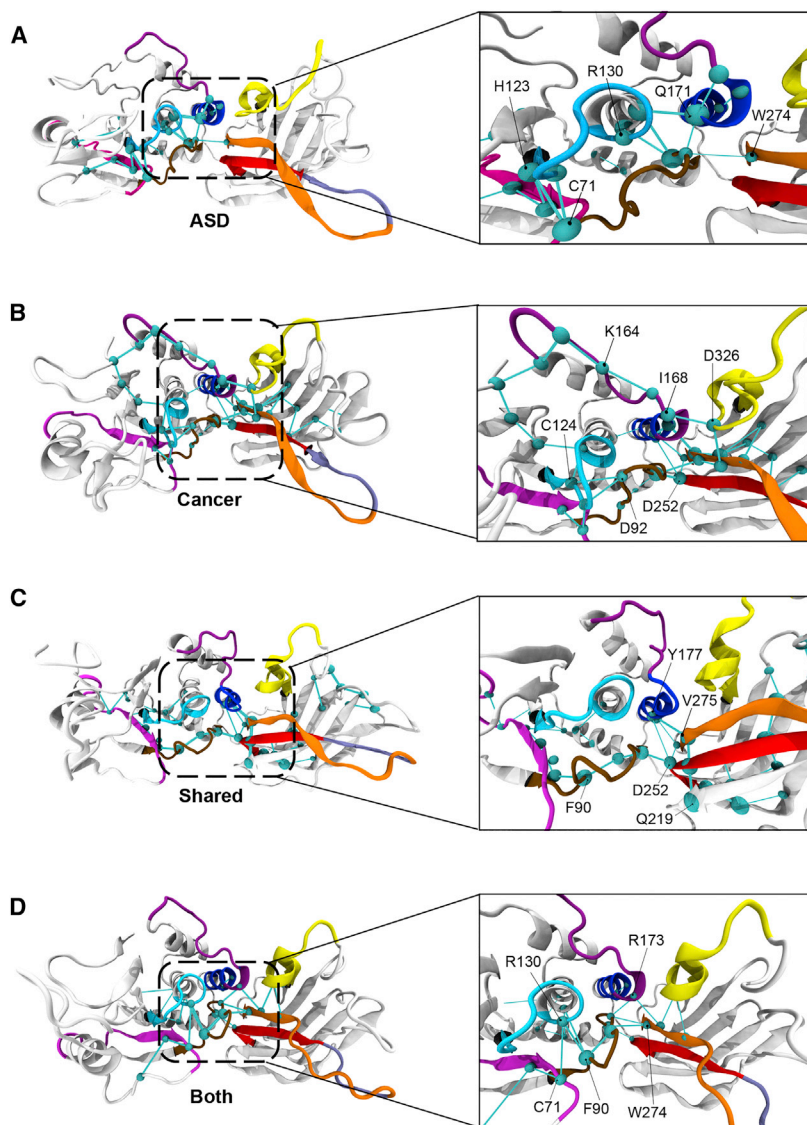 A
ASD
H123
R130
Q171
W274
C71
B
Cancer
K164
I168
D326
C124
D252
D92
C
Shared
Y177
V275
D252
F90
Q219
D
Both
R130
R173
C71
F90
W274